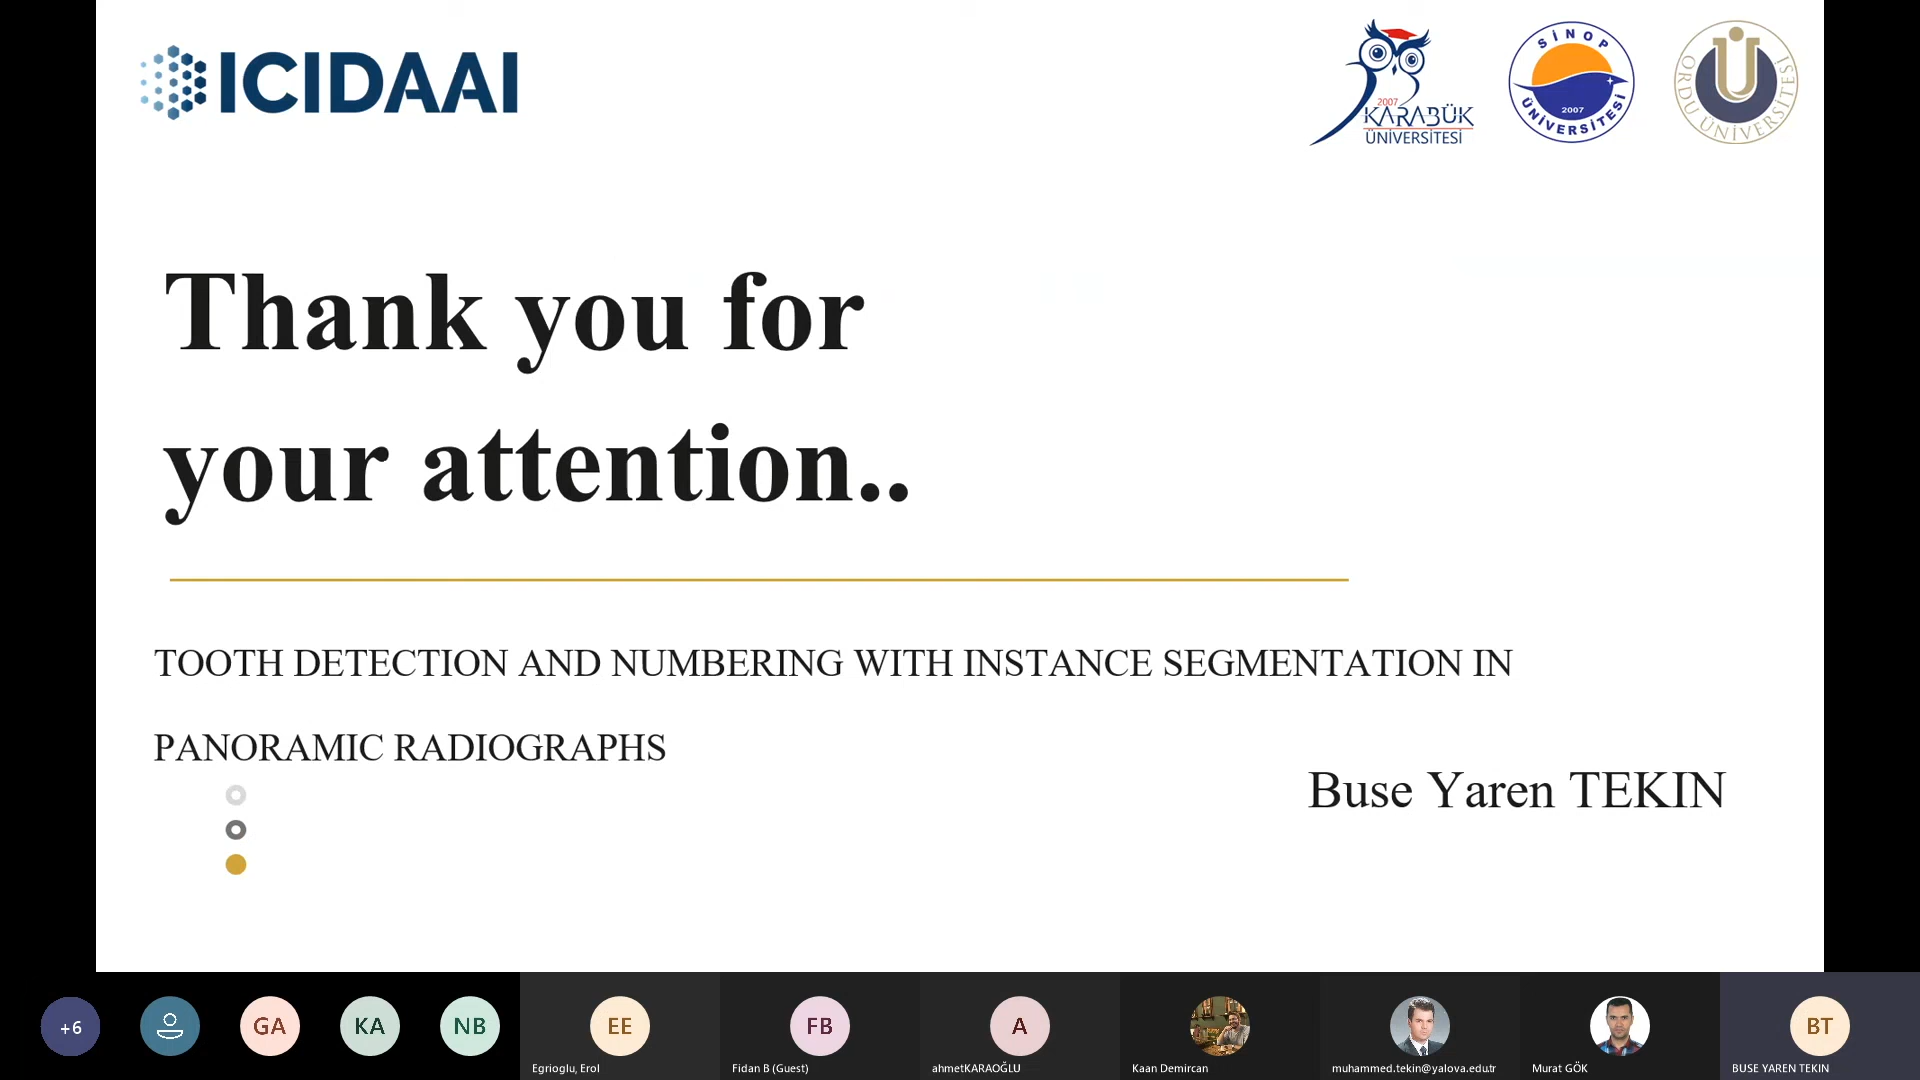 ICIDAAI
2007
KARABÜK
ÜNİVERSİTESİ
SİNOP
2007
ÜNİVERSİTESİ
ORDU ÜNİVERSİTESİ
Thank you for
your attention..
TOOTH DETECTION AND NUMBERING WITH INSTANCE SEGMENTATION IN
PANORAMIC RADIOGRAPHS
Buse Yaren TEKIN
+6
GA
KA
NB
EE
FB
A
BT
Egrioglu, Erol
Fidan B (Guest)
ahmetKARAOĞLU
Kaan Demircan
muhammed.tekin@yalova.edu.tr
Murat GÖK
BUSE YAREN TEKIN